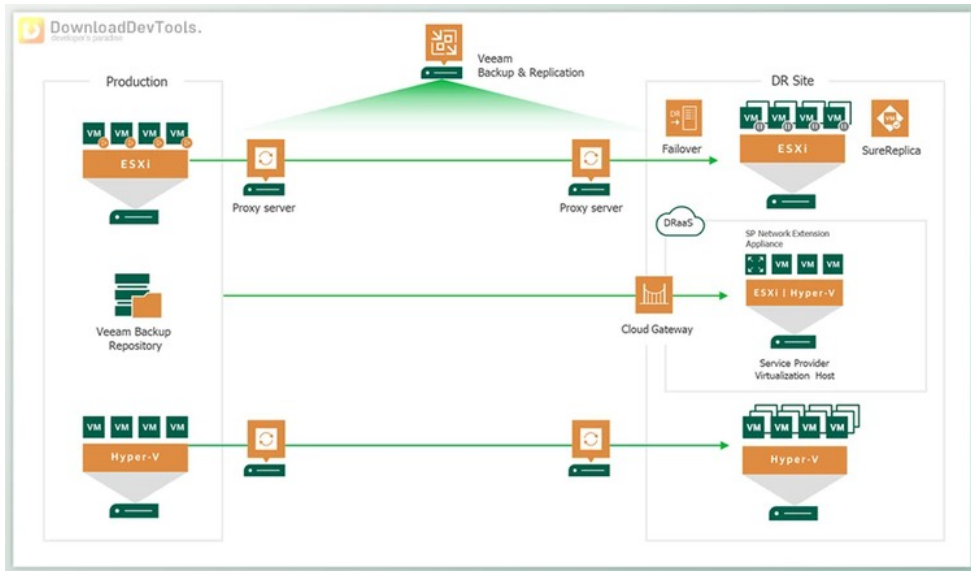 DownloadDevTools.
developer's paradise
Veeam
Backup & Replication
Production
DR Site
VM VM VM VM
ESXi
Proxy server
Proxy server
DR
Failover
VM VM VM VM
ESXi
VM
SureReplica
DRaaS
SP Network Extension
Appliance
VM VM VM
ESXi | Hyper-V
Service Provider
Virtualization Host
Veeam Backup
Repository
Cloud Gateway
VM VM VM VM
Hyper-V
VM VM VM VM
Hyper-V